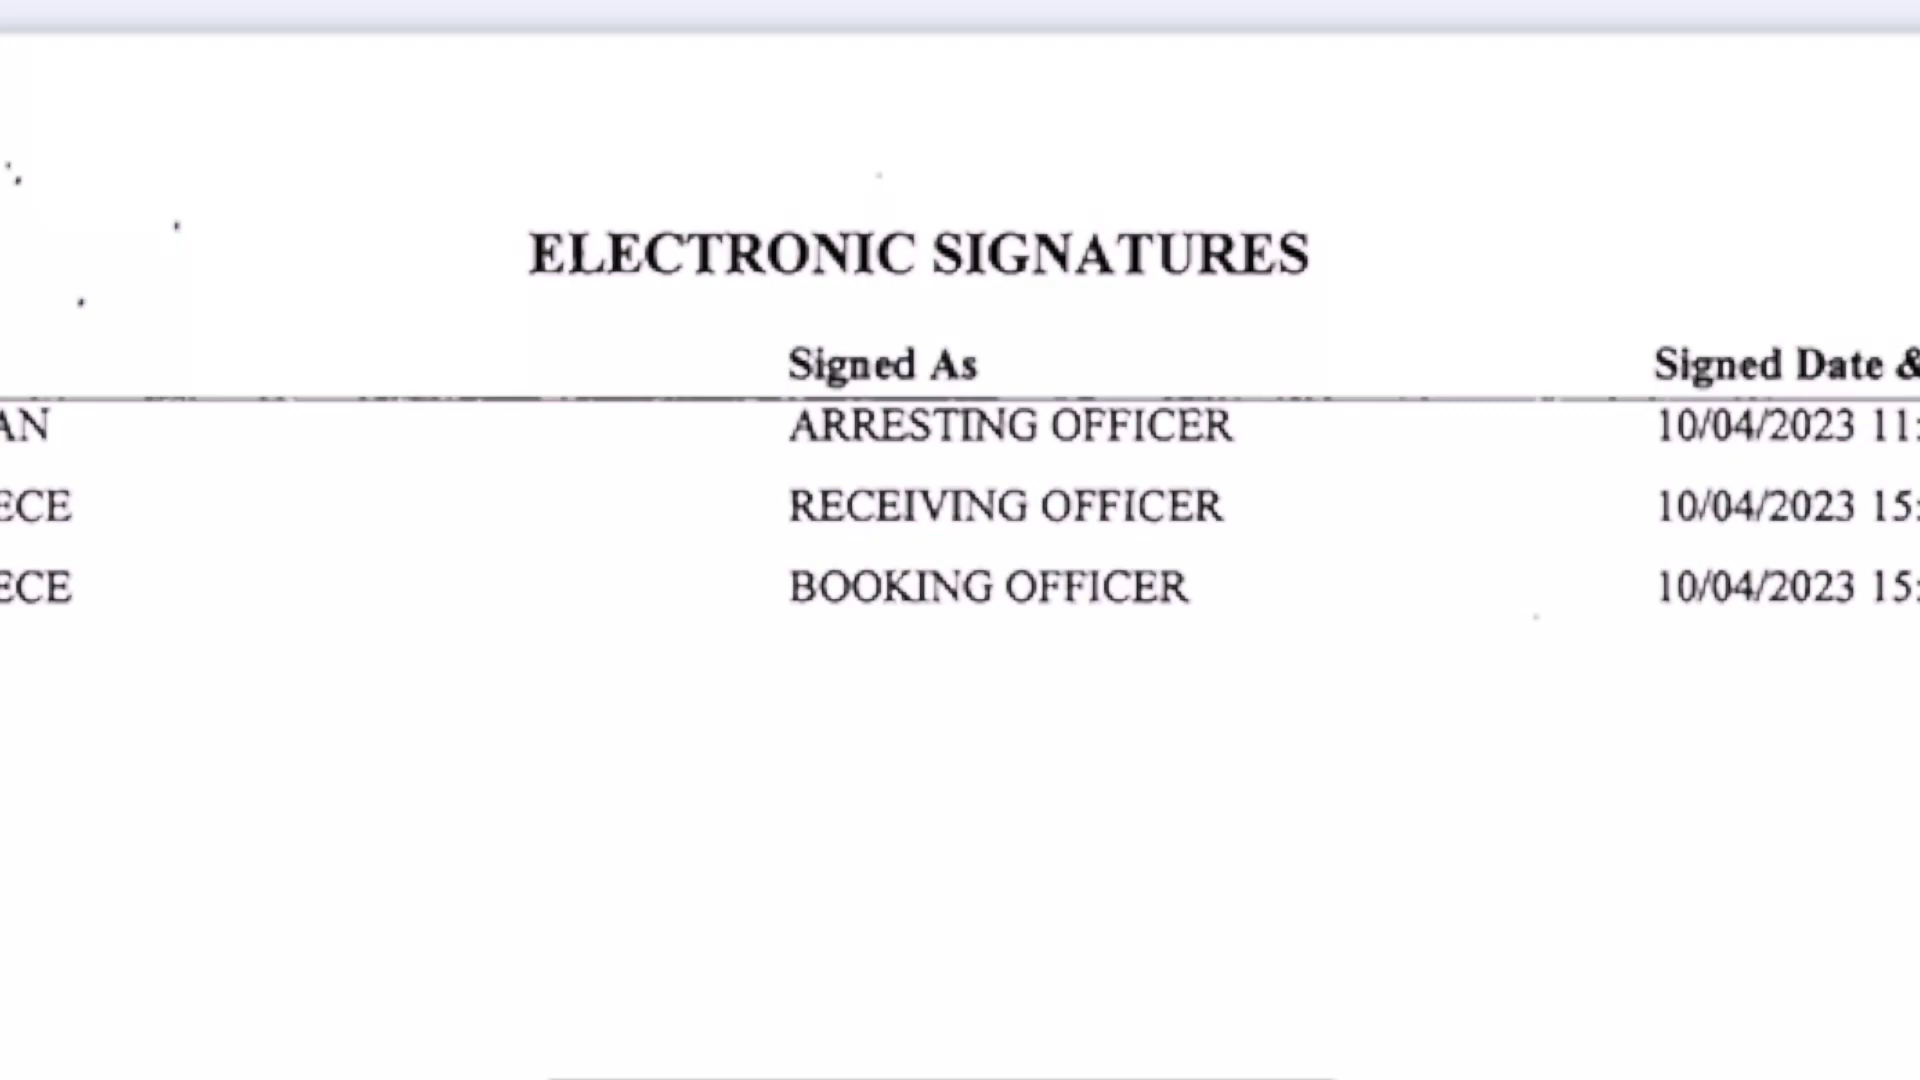 ELECTRONIC SIGNATURES
Signed As Signed Date &
AN ARRESTING OFFICER 10/04/2023 11:
ECE RECEIVING OFFICER 10/04/2023 15:
ECE BOOKING OFFICER 10/04/2023 15: